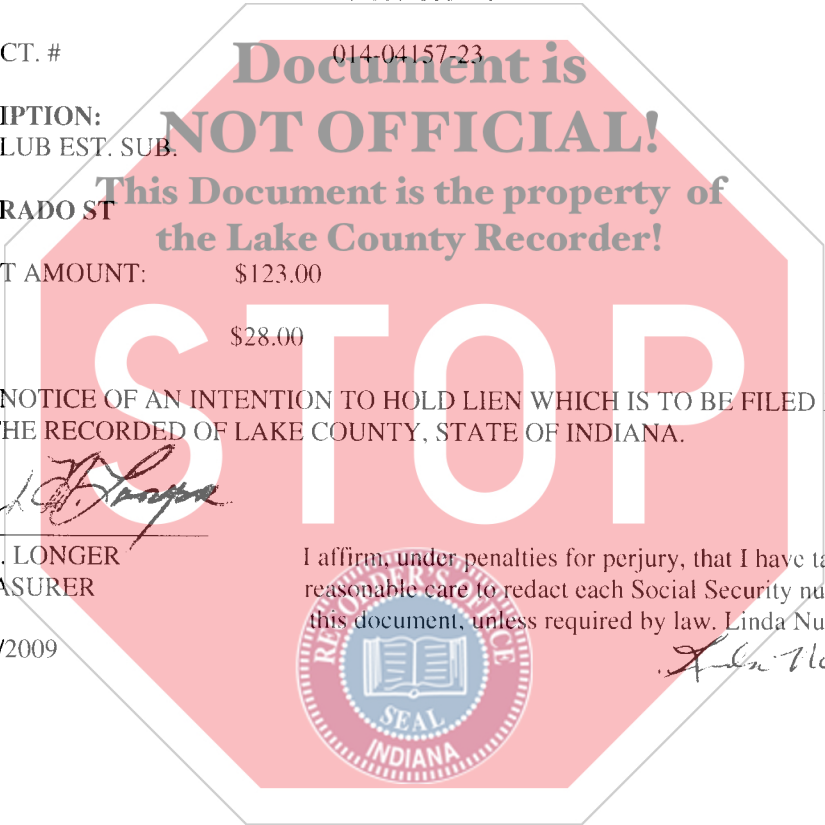 CT. # 014-04157-23
Document is
IPTION:
NOT OFFICIAL!
LUB EST. SUB.
This Document is the property of
RADO ST
the Lake County Recorder!
T AMOUNT: $123.00
STOP
$28.00
NOTICE OF AN INTENTION TO HOLD LIEN WHICH IS TO BE FILED
HE RECORDED OF LAKE COUNTY, STATE OF INDIANA.
. LONGER
ASURER
I affirm, under penalties for perjury, that I have ta
reasonable care to redact each Social Security nu
this document, unless required by law. Linda Nu
/2009
RECORDER'S OFFICE
SEAL
INDIANA